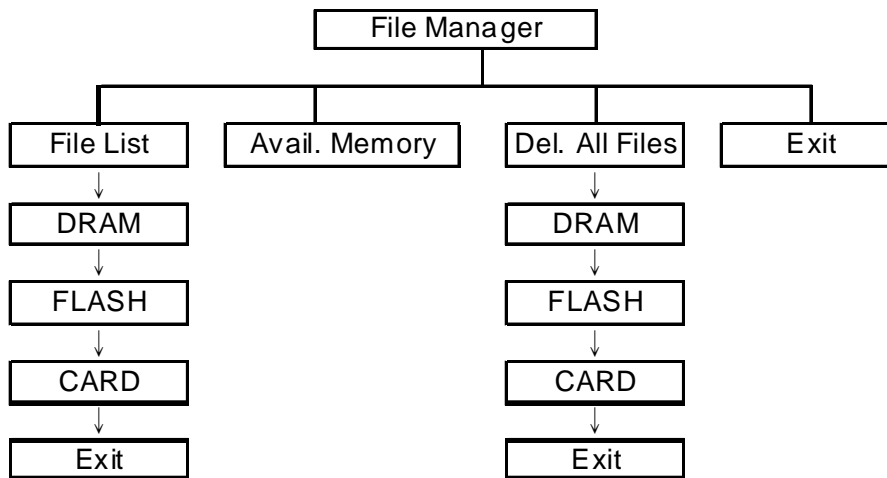 File Manager
File List
Avail. Memory
Del. All Files
Exit
DRAM
DRAM
FLASH
FLASH
CARD
CARD
Exit
Exit